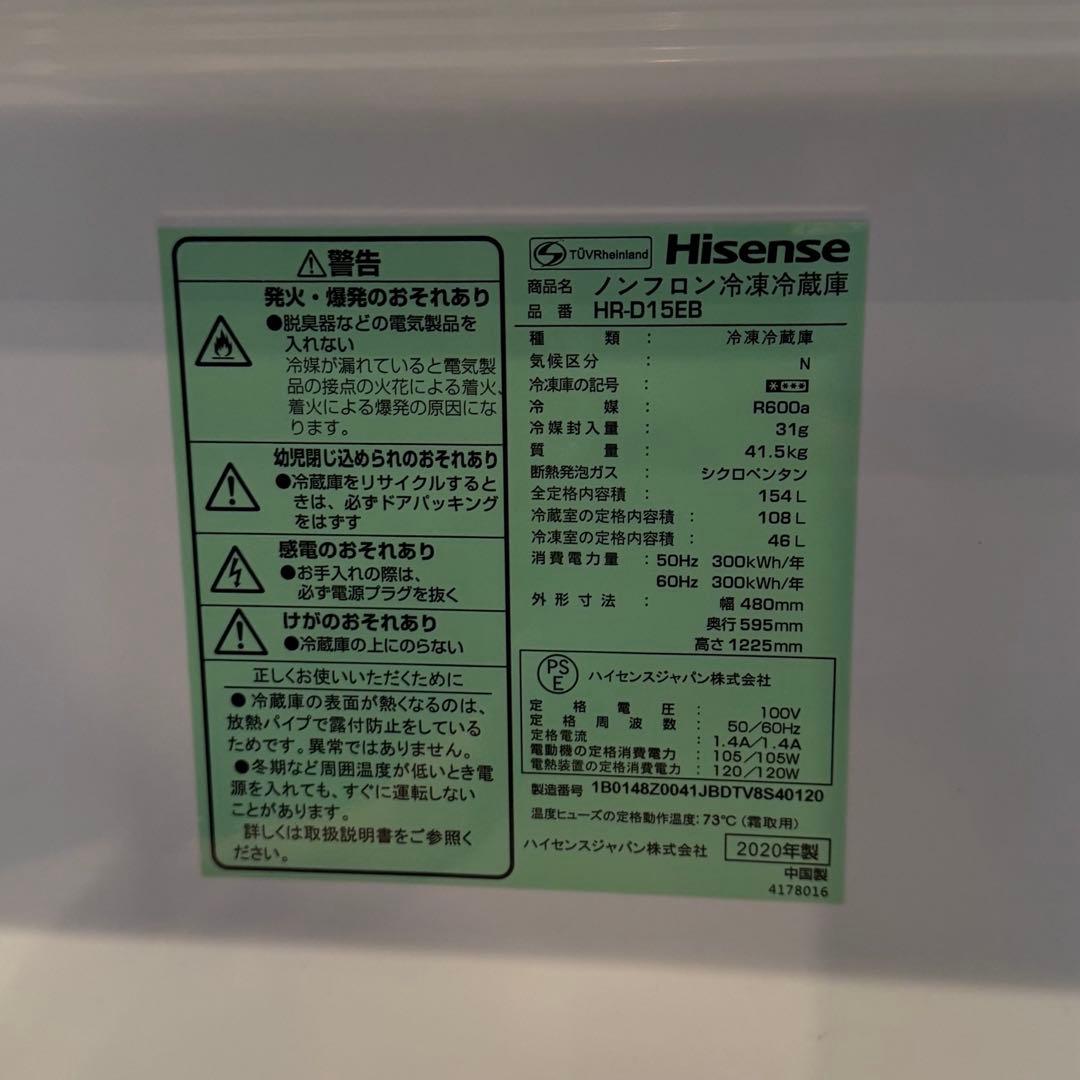 警告
発火・爆発のおそれあり
●脱臭器などの電気製品を
入れない
冷媒が漏れていると電気製
品の接点の火花による着火、
着火による爆発の原因にな
ります。
幼児閉じ込められのおそれあり
●冷蔵庫をリサイクルすると
きは、必ずドアパッキング
をはずす
感電のおそれあり
●お手入れの際は、
必ず電源プラグを抜く
けがのおそれあり
●冷蔵庫の上にのらない
正しくお使いいただくために
●冷蔵庫の表面が熱くなるのは、
放熱パイプで露付防止をしている
ためです。異常ではありません。
●冬期など周囲温度が低いとき電
源を入れても、すぐに運転しない
ことがあります。
詳しくは取扱説明書をご参照く
ださい。
TÜVRheinland Hisense
商品名 ノンフロン冷凍冷蔵庫
品番 HR-D15EB
種類: 冷凍冷蔵庫
気候区分: N
冷凍庫の記号: ****
冷媒: R600a
冷媒封入量: 31g
質量: 41.5kg
断熱発泡ガス: シクロペンタン
全定格内容積: 154L
冷蔵室の定格内容積: 108L
冷凍室の定格内容積: 46L
消費電力量: 50Hz 300kWh/年
60Hz 300kWh/年
外形寸法: 幅480mm
奥行595mm
高さ1225mm
PSE ハイセンスジャパン株式会社
定格電圧: 100V
定格周波数: 50/60Hz
定格電流: 1.4A/1.4A
電動機の定格消費電力: 105/105W
電熱装置の定格消費電力: 120/120W
製造番号 1B0148Z0041JBDTV8S40120
温度ヒューズの定格動作温度:73℃(霜取用)
ハイセンスジャパン株式会社 2020年製
中国製
4178016